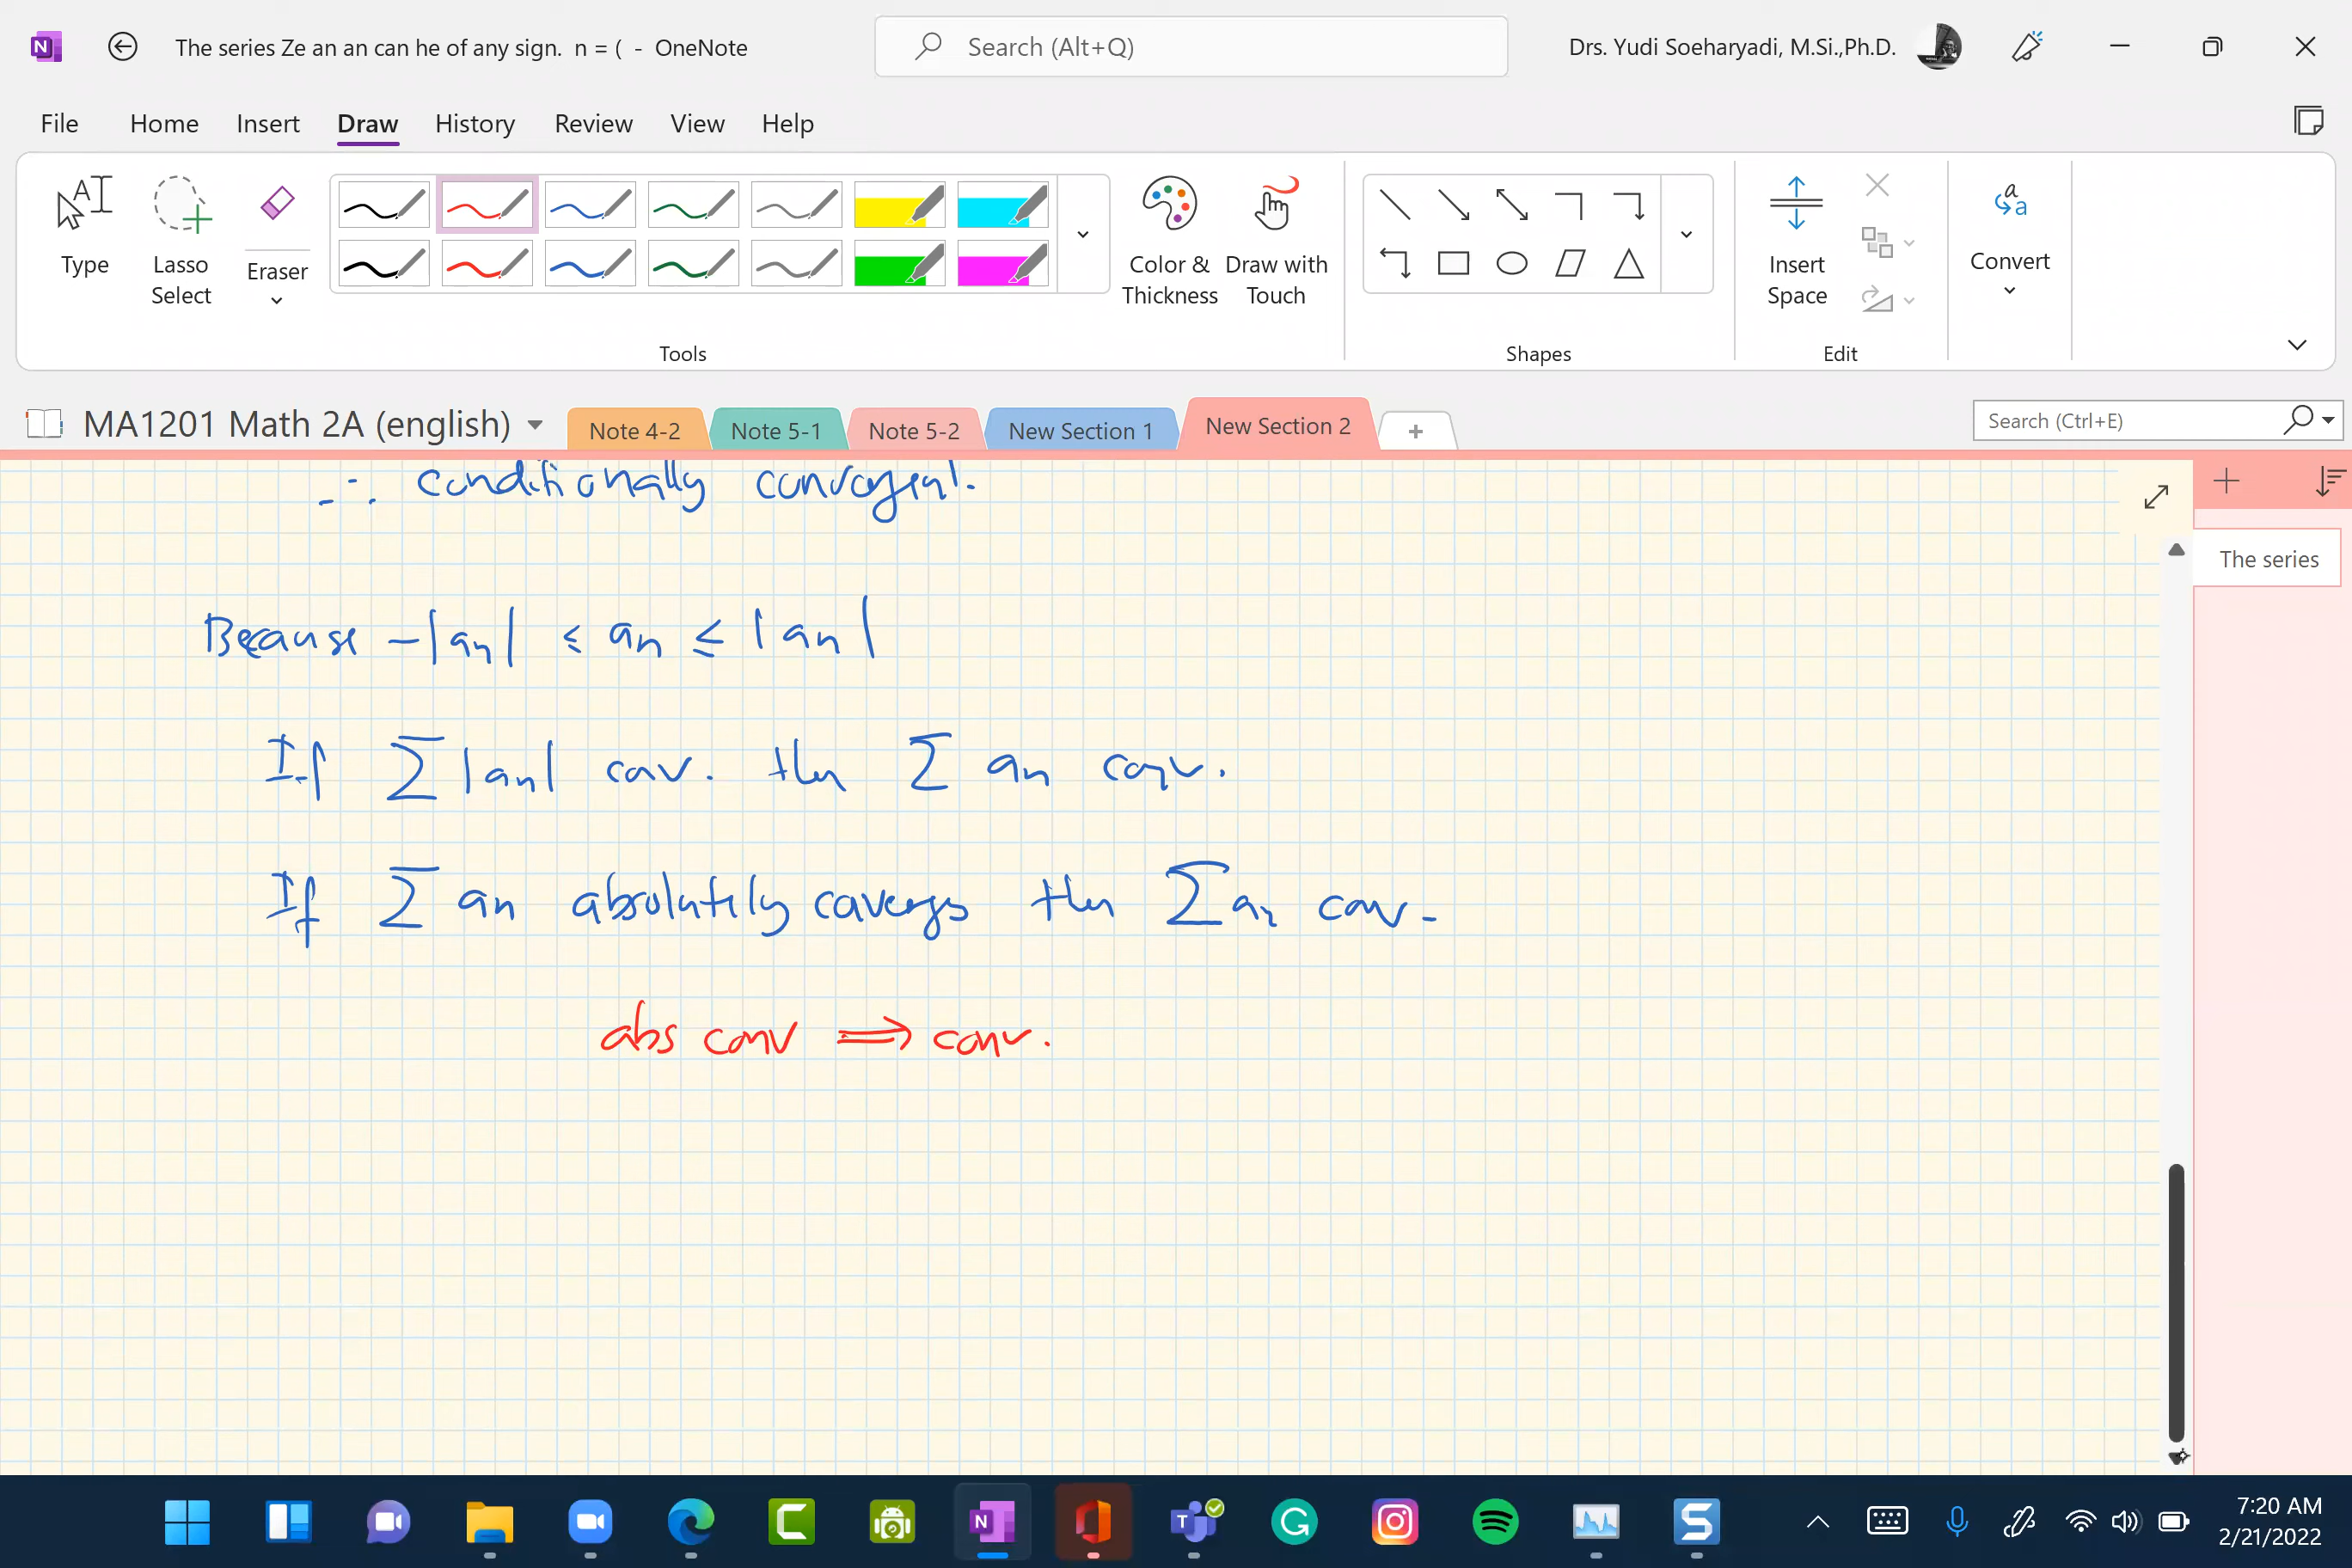 The series Ze an an can he of any sign.  n = (  -  OneNote
Search (Alt+Q)
Drs. Yudi Soeharyadi, M.Si.,Ph.D.
File Home Insert Draw History Review View Help
Type
Lasso Select
Eraser
Color & Thickness
Draw with Touch
Insert Space
Convert
Tools
Shapes
Edit
MA1201 Math 2A (english)
Note 4-2
Note 5-1
Note 5-2
New Section 1
New Section 2
Search (Ctrl+E)
The series
∴ conditionally convergent.
Because -|an| ≤ an ≤ |an|
If ∑ |an| conv. then ∑ an conv.
If ∑ an absolutely converges then ∑ an conv.
abs conv ⟹ conv.
7:20 AM
2/21/2022